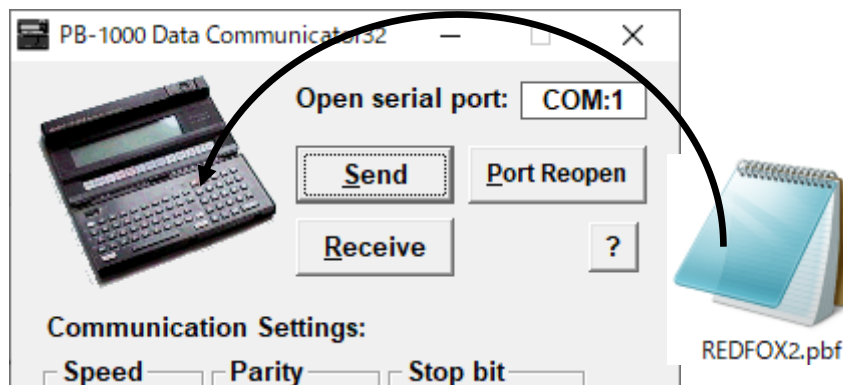 PB-1000 Data Communicator32
Open serial port: COM:1
Send Port Reopen
Receive ?
REDFOX2.pbf
Communication Settings:
Speed Parity Stop bit